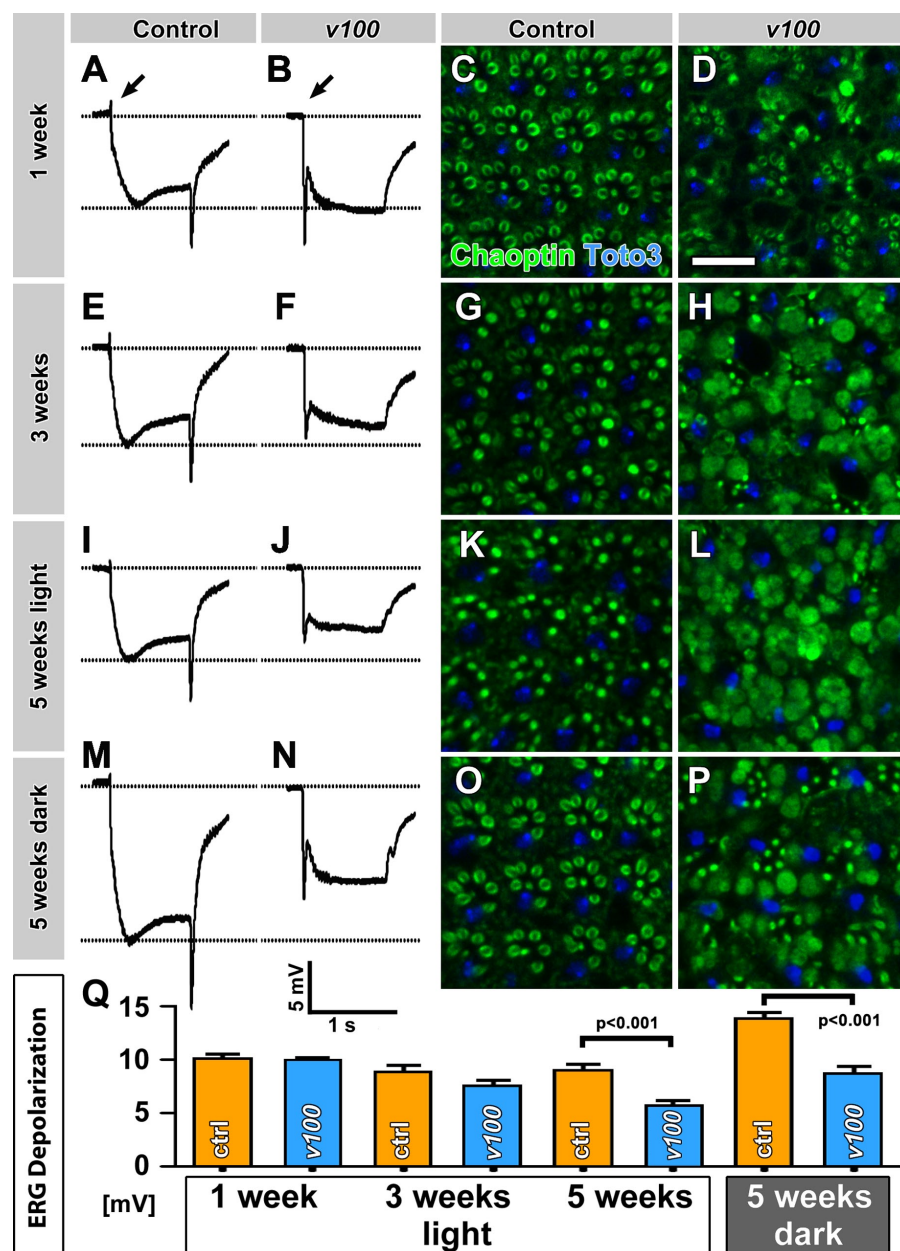 Control
v100
Control
v100
1 week
A
B
C
D
Chaoptin Toto3
3 weeks
E
F
G
H
5 weeks light
I
J
K
L
5 weeks dark
M
N
O
P
5 mV
1 s
Q
ERG Depolarization
[mV]
15
10
5
0
p<0.001
p<0.001
ctrl
v100
ctrl
v100
ctrl
v100
ctrl
v100
1 week
3 weeks
5 weeks
light
5 weeks
dark